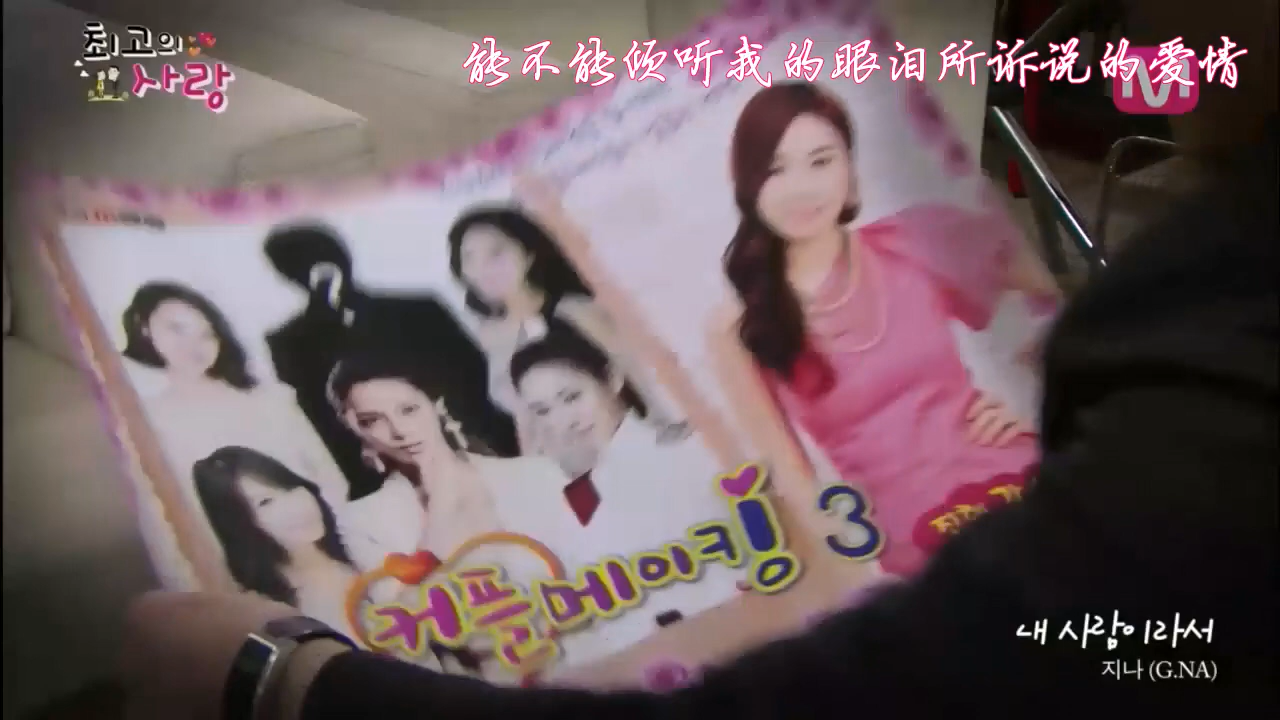 최고의
사랑
能不能倾听我的眼泪所诉说的爱情
M
?
커플메이킹 3
내 사랑이라서
지나 (G.NA)